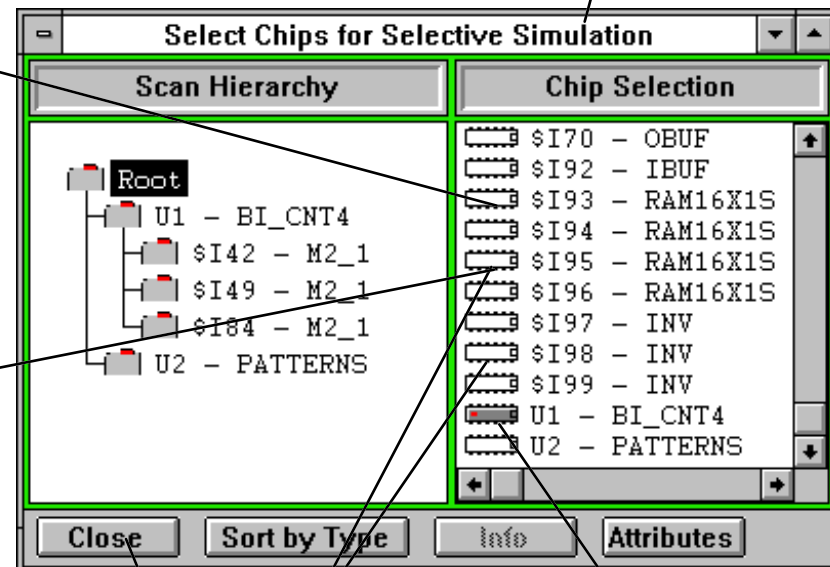 Select Chips for Selective Simulation
Scan Hierarchy
Chip Selection
Root
U1 - BI_CNT4
$I42 - M2_1
$I49 - M2_1
$I84 - M2_1
U2 - PATTERNS
$I70 - OBUF
$I92 - IBUF
$I93 - RAM16X1S
$I94 - RAM16X1S
$I95 - RAM16X1S
$I96 - RAM16X1S
$I97 - INV
$I98 - INV
$I99 - INV
U1 - BI_CNT4
U2 - PATTERNS
Close
Sort by Type
Info
Attributes